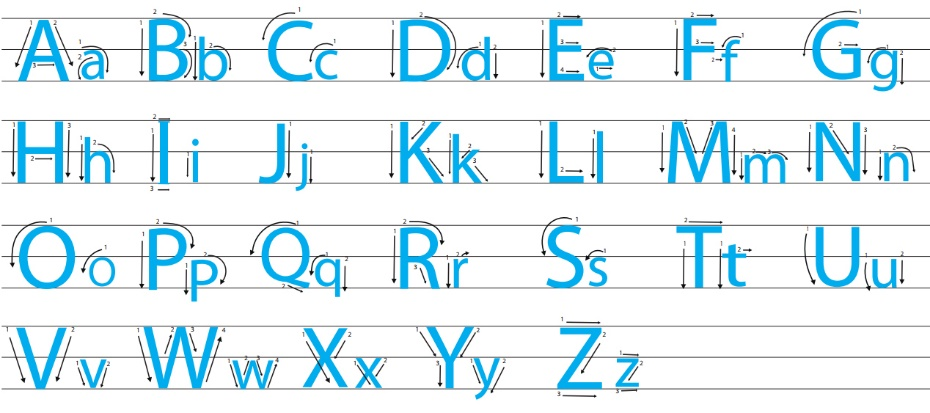 Aa Bb Cc Dd Ee Ff Gg
Hh Ii Jj Kk Ll Mm Nn
Oo Pp Qq Rr Ss Tt Uu
Vv Ww Xx Yy Zz